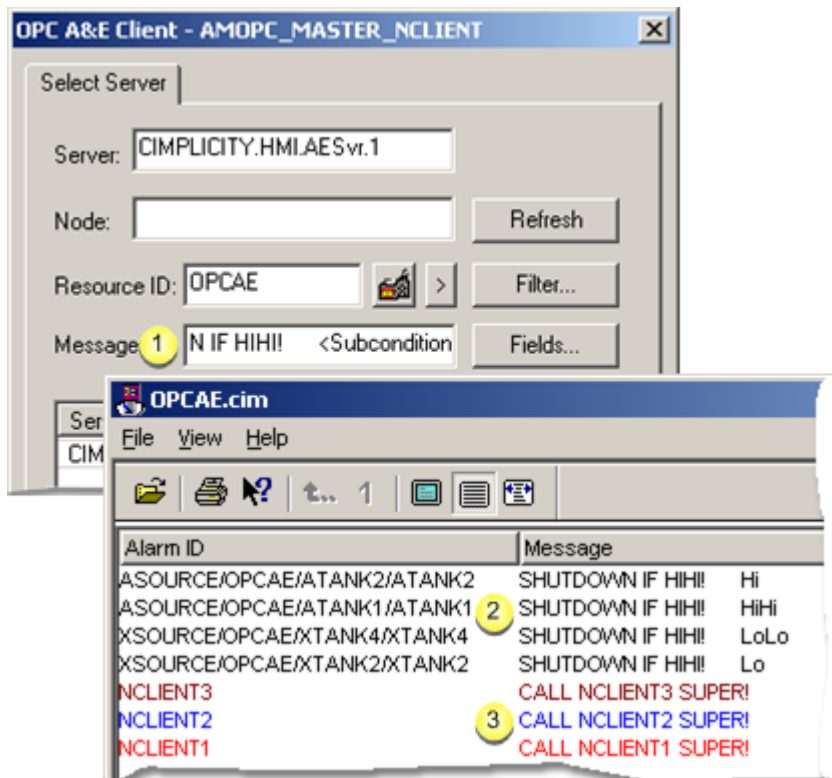 OPC A&E Client - AMOPC_MASTER_NCLIENT
Select Server
Server: CIMPLICITY.HMI.AESvr.1
Node:
Refresh
Resource ID: OPCAE
>
Filter...
Message 1 N IF HIHI! <Subcondition
Fields...
Ser
CIM
OPCAE.cim
File View Help
1
Alarm ID Message
ASOURCE/OPCAE/ATANK2/ATANK2 SHUTDOWN IF HIHI! Hi
ASOURCE/OPCAE/ATANK1/ATANK1 2 SHUTDOWN IF HIHI! HiHi
XSOURCE/OPCAE/XTANK4/XTANK4 SHUTDOWN IF HIHI! LoLo
XSOURCE/OPCAE/XTANK2/XTANK2 SHUTDOWN IF HIHI! Lo
NCLIENT3 CALL NCLIENT3 SUPER!
NCLIENT2 3 CALL NCLIENT2 SUPER!
NCLIENT1 CALL NCLIENT1 SUPER!